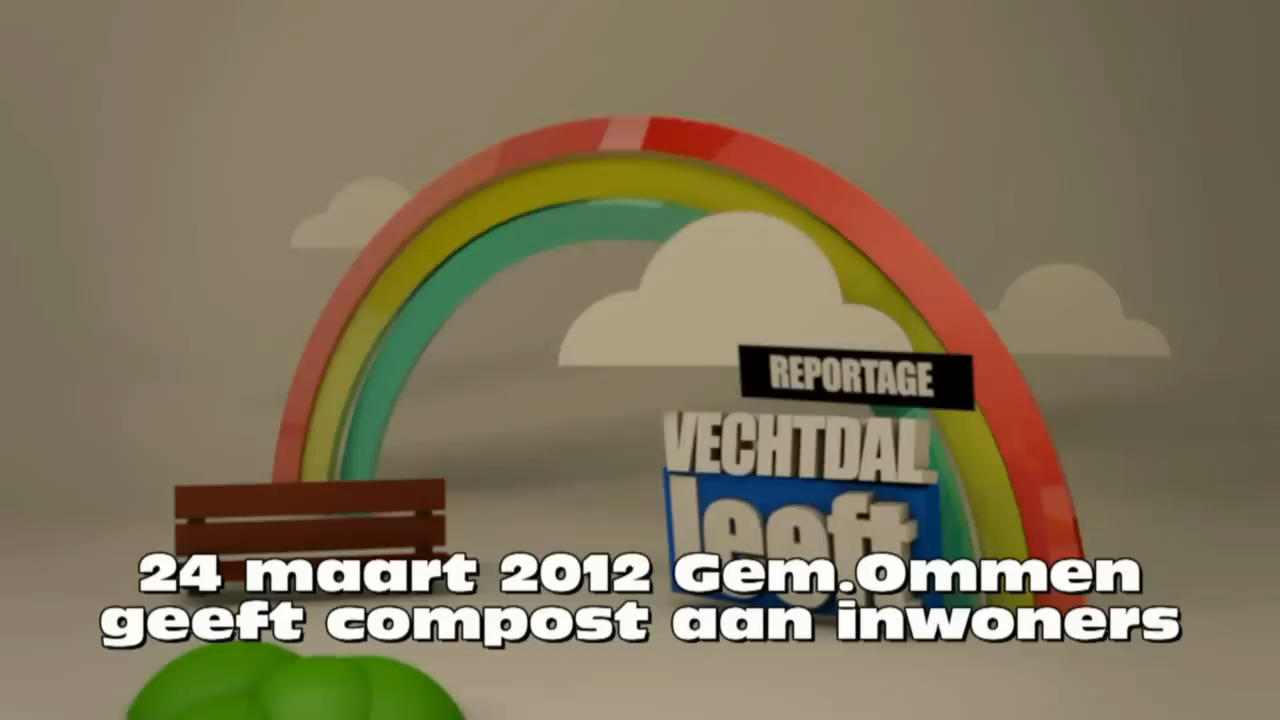 REPORTAGE
VECHTDAL
leeft
24 maart 2012 Gem.Ommen
geeft compost aan inwoners